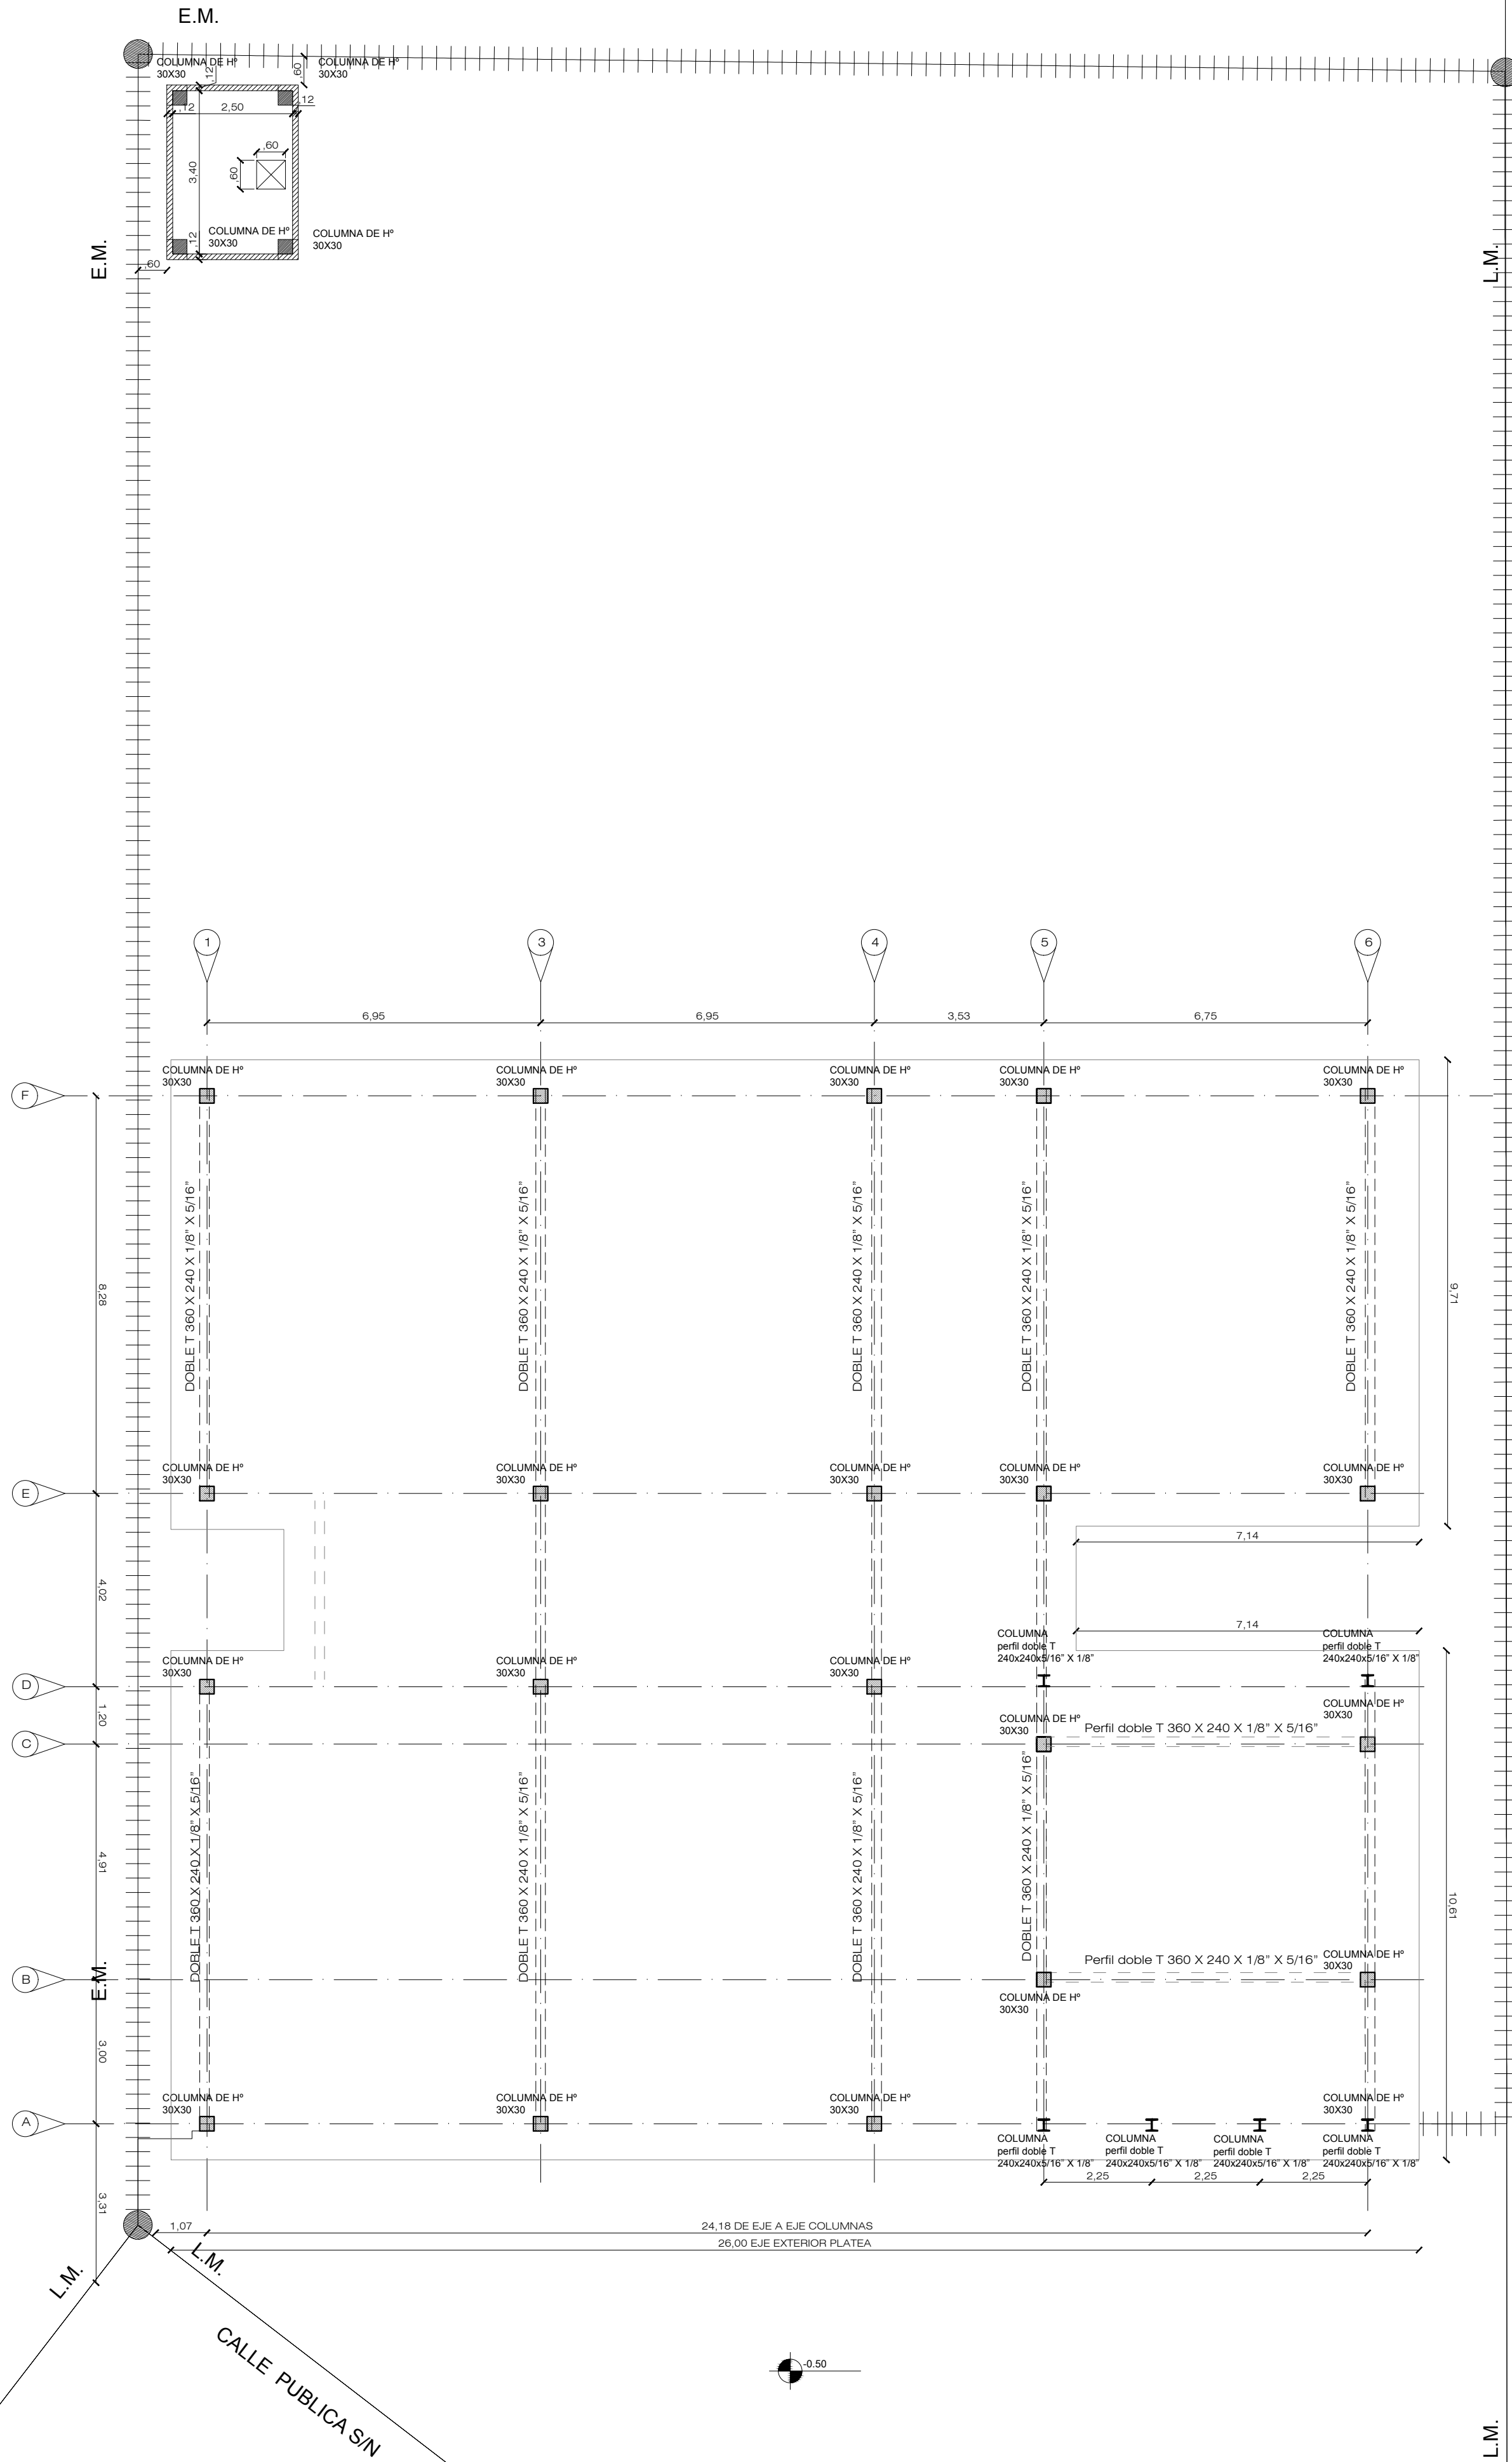 E.M.
COLUMNA DE Hº
30X30
,12
,60
COLUMNA DE Hº
30X30
,12
2,50
,12
,60
3,40
,60
E.M.
L.M.
COLUMNA DE Hº
30X30
COLUMNA DE Hº
30X30
,12
,60
1
3
4
5
6
6,95
6,95
3,53
6,75
COLUMNA DE Hº
30X30
COLUMNA DE Hº
30X30
COLUMNA DE Hº
30X30
COLUMNA DE Hº
30X30
COLUMNA DE Hº
30X30
F
DOBLE T 360 X 240 X 1/8" X 5/16"
DOBLE T 360 X 240 X 1/8" X 5/16"
DOBLE T 360 X 240 X 1/8" X 5/16"
DOBLE T 360 X 240 X 1/8" X 5/16"
DOBLE T 360 X 240 X 1/8" X 5/16"
8,28
9,71
COLUMNA DE Hº
30X30
COLUMNA DE Hº
30X30
COLUMNA DE Hº
30X30
COLUMNA DE Hº
30X30
COLUMNA DE Hº
30X30
E
7,14
4,02
7,14
COLUMNA
perfil doble T
240x240x5/16" X 1/8"
COLUMNA
perfil doble T
240x240x5/16" X 1/8"
COLUMNA DE Hº
30X30
COLUMNA DE Hº
30X30
COLUMNA DE Hº
30X30
D
1,20
COLUMNA DE Hº
30X30
COLUMNA DE Hº
30X30
Perfil doble T 360 X 240 X 1/8" X 5/16"
C
DOBLE T 360 X 240 X 1/8" X 5/16"
DOBLE T 360 X 240 X 1/8" X 5/16"
DOBLE T 360 X 240 X 1/8" X 5/16"
DOBLE T 360 X 240 X 1/8" X 5/16"
4,91
10,61
Perfil doble T 360 X 240 X 1/8" X 5/16"
COLUMNA DE Hº
30X30
B
E.M.
COLUMNA DE Hº
30X30
3,00
COLUMNA DE Hº
30X30
COLUMNA DE Hº
30X30
COLUMNA DE Hº
30X30
COLUMNA DE Hº
30X30
A
COLUMNA
perfil doble T
240x240x5/16" X 1/8"
COLUMNA
perfil doble T
240x240x5/16" X 1/8"
COLUMNA
perfil doble T
240x240x5/16" X 1/8"
COLUMNA
perfil doble T
240x240x5/16" X 1/8"
2,25
2,25
2,25
3,31
1,07
24,18 DE EJE A EJE COLUMNAS
26,00 EJE EXTERIOR PLATEA
L.M.
L.M.
CALLE PUBLICA S/N
-0.50
L.M.